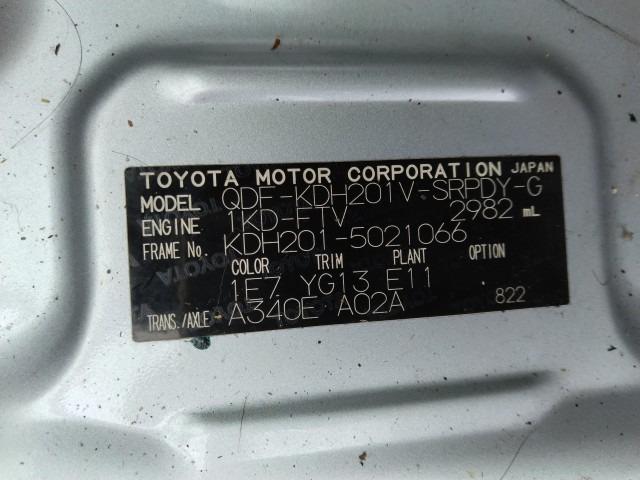 TOYOTA MOTOR CORPORATION JAPAN
MODEL QDF-KDH201V-SRPDY-G
ENGINE 1KD-FTV 2982 mL
FRAME No. KDH201-5021066
COLOR TRIM PLANT
1E7 YG13 E11
TRANS./AXLE A340E A02A 822